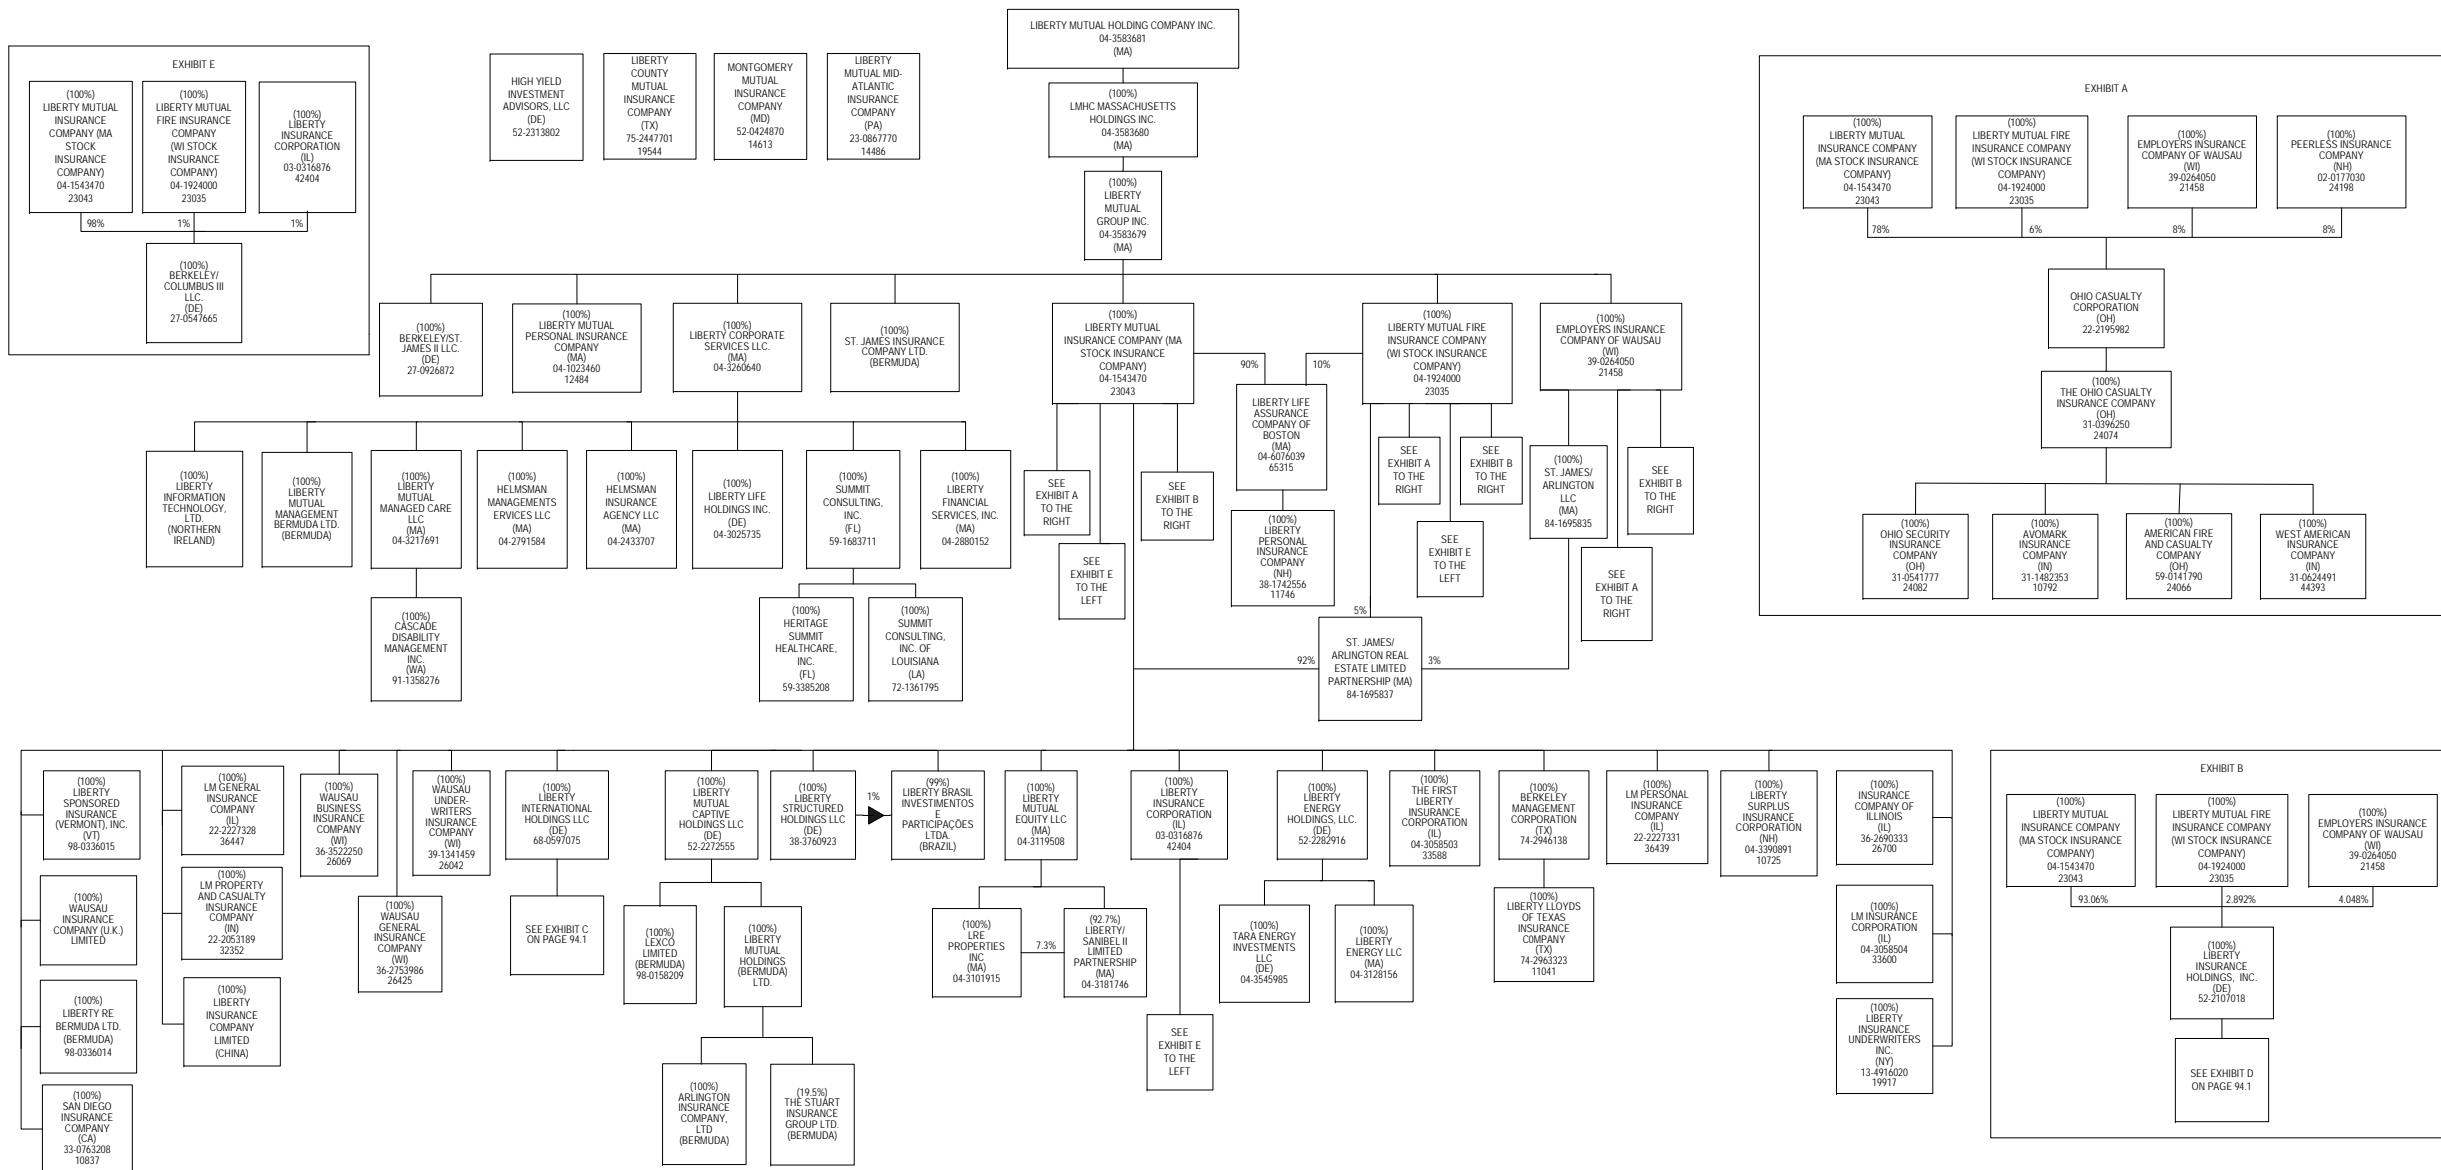 LIBERTY MUTUAL HOLDING COMPANY INC.
04-3583681
(MA)
(100%)
LMHC MASSACHUSETTS
HOLDINGS INC.
04-3583680
(MA)
(100%)
LIBERTY
MUTUAL
GROUP INC.
04-3583679
(MA)
EXHIBIT E
(100%)
LIBERTY MUTUAL
INSURANCE
COMPANY (MA
STOCK
INSURANCE
COMPANY)
04-1543470
23043
(100%)
LIBERTY MUTUAL
FIRE INSURANCE
COMPANY
(WI STOCK
INSURANCE
COMPANY)
04-1924000
23035
(100%)
LIBERTY
INSURANCE
CORPORATION
(IL)
03-0316876
42404
98%
1%
1%
(100%)
BERKELEY/
COLUMBUS III
LLC.
(DE)
27-0547665
HIGH YIELD
INVESTMENT
ADVISORS, LLC
(DE)
52-2313802
LIBERTY
COUNTY
MUTUAL
INSURANCE
COMPANY
(TX)
75-2447701
19544
MONTGOMERY
MUTUAL
INSURANCE
COMPANY
(MD)
52-0424870
14613
LIBERTY
MUTUAL MID-
ATLANTIC
INSURANCE
COMPANY
(PA)
23-0867770
14486
EXHIBIT A
(100%)
LIBERTY MUTUAL
INSURANCE COMPANY
(MA STOCK INSURANCE
COMPANY)
04-1543470
23043
(100%)
LIBERTY MUTUAL FIRE
INSURANCE COMPANY
(WI STOCK INSURANCE
COMPANY)
04-1924000
23035
(100%)
EMPLOYERS INSURANCE
COMPANY OF WAUSAU
(WI)
39-0264050
21458
(100%)
PEERLESS INSURANCE
COMPANY
(NH)
02-0177030
24198
78%
6%
8%
8%
(100%)
OHIO CASUALTY
CORPORATION
(OH)
22-2195982
(100%)
THE OHIO CASUALTY
INSURANCE COMPANY
(OH)
31-0396250
24074
(100%)
OHIO SECURITY
INSURANCE
COMPANY
(OH)
31-0541777
24082
(100%)
AVOMARK
INSURANCE
COMPANY
(IN)
31-1482353
10792
(100%)
AMERICAN FIRE
AND CASUALTY
COMPANY
(OH)
59-0141790
24066
(100%)
WEST AMERICAN
INSURANCE
COMPANY
(IN)
31-0624491
44393
(100%)
BERKELEY/ST.
JAMES II LLC.
(DE)
27-0926872
(100%)
LIBERTY MUTUAL
PERSONAL INSURANCE
COMPANY
(MA)
04-1023460
12484
(100%)
LIBERTY CORPORATE
SERVICES LLC.
(MA)
04-3260640
(100%)
ST. JAMES INSURANCE
COMPANY LTD.
(BERMUDA)
(100%)
LIBERTY MUTUAL
INSURANCE COMPANY (MA
STOCK INSURANCE
COMPANY)
04-1543470
23043
(100%)
LIBERTY MUTUAL FIRE
INSURANCE COMPANY
(WI STOCK INSURANCE
COMPANY)
04-1924000
23035
(100%)
EMPLOYERS INSURANCE
COMPANY OF WAUSAU
(WI)
39-0264050
21458
90%
10%
LIBERTY LIFE
ASSURANCE
COMPANY OF
BOSTON
(MA)
04-6076039
65315
(100%)
LIBERTY
PERSONAL
INSURANCE
COMPANY
(NH)
38-1742556
11746
(100%)
LIBERTY
INFORMATION
TECHNOLOGY,
LTD.
(NORTHERN
IRELAND)
(100%)
LIBERTY
MUTUAL
MANAGEMENT
BERMUDA LTD.
(BERMUDA)
(100%)
LIBERTY
MUTUAL
MANAGED CARE
LLC
(MA)
04-3217691
(100%)
HELMSMAN
MANAGEMENTS
ERVICES LLC
(MA)
04-2791584
(100%)
HELMSMAN
INSURANCE
AGENCY LLC
(MA)
04-2433707
(100%)
LIBERTY LIFE
HOLDINGS INC.
(DE)
04-3025735
(100%)
SUMMIT
CONSULTING,
INC.
(FL)
59-1683711
(100%)
LIBERTY
FINANCIAL
SERVICES, INC.
(MA)
04-2880152
SEE
EXHIBIT A
TO THE
RIGHT
SEE
EXHIBIT E
TO THE
LEFT
SEE
EXHIBIT B
TO THE
RIGHT
SEE
EXHIBIT A
TO THE
RIGHT
SEE
EXHIBIT B
TO THE
RIGHT
SEE
EXHIBIT E
TO THE
LEFT
(100%)
ST. JAMES/
ARLINGTON
LLC
(MA)
84-1695835
SEE
EXHIBIT B
TO THE
RIGHT
SEE
EXHIBIT A
TO THE
RIGHT
(100%)
CASCADE
DISABILITY
MANAGEMENT
INC.
(WA)
91-1358276
(100%)
HERITAGE
SUMMIT
HEALTHCARE,
INC.
(FL)
59-3385208
(100%)
SUMMIT
CONSULTING,
INC. OF
LOUISIANA
(LA)
72-1361795
5%
92%
3%
ST. JAMES/
ARLINGTON REAL
ESTATE LIMITED
PARTNERSHIP (MA)
84-1695837
(100%)
LIBERTY
SPONSORED
INSURANCE
(VERMONT), INC.
(VT)
98-0336015
(100%)
WAUSAU
INSURANCE
COMPANY (U.K.)
LIMITED
(100%)
LIBERTY RE
BERMUDA LTD.
(BERMUDA)
98-0336014
(100%)
SAN DIEGO
INSURANCE
COMPANY
(CA)
33-0763208
10837
(100%)
LM GENERAL
INSURANCE
COMPANY
(IL)
22-2227328
36447
(100%)
LM PROPERTY
AND CASUALTY
INSURANCE
COMPANY
(IN)
22-2053189
32352
(100%)
LIBERTY
INSURANCE
COMPANY
LIMITED
(CHINA)
(100%)
WAUSAU
BUSINESS
INSURANCE
COMPANY
(WI)
36-3522250
26069
(100%)
WAUSAU
GENERAL
INSURANCE
COMPANY
(WI)
36-2753986
26425
(100%)
WAUSAU
UNDER-
WRITERS
INSURANCE
COMPANY
(WI)
39-1341459
26042
(100%)
LIBERTY
INTERNATIONAL
HOLDINGS LLC
(DE)
68-0597075
SEE EXHIBIT C
ON PAGE 94.1
(100%)
LIBERTY
MUTUAL
CAPTIVE
HOLDINGS LLC
(DE)
52-2272555
(100%)
LEXCO
LIMITED
(BERMUDA)
98-0158209
(100%)
LIBERTY
MUTUAL
HOLDINGS
(BERMUDA)
LTD.
(100%)
ARLINGTON
INSURANCE
COMPANY,
LTD
(BERMUDA)
(19.5%)
THE STUART
INSURANCE
GROUP LTD.
(BERMUDA)
(100%)
LIBERTY
STRUCTURED
HOLDINGS LLC
(DE)
38-3760923
1%
(99%)
LIBERTY BRASIL
INVESTIMENTOS
E
PARTICIPAÇÕES
LTDA.
(BRAZIL)
(100%)
LIBERTY
MUTUAL
EQUITY LLC
(MA)
04-3119508
(100%)
LRE
PROPERTIES
INC
(MA)
04-3101915
7.3%
(92.7%)
LIBERTY/
SANIBEL II
LIMITED
PARTNERSHIP
(MA)
04-3181746
(100%)
LIBERTY
INSURANCE
CORPORATION
(IL)
03-0316876
42404
SEE
EXHIBIT E
TO THE
LEFT
(100%)
LIBERTY
ENERGY
HOLDINGS, LLC.
(DE)
52-2282916
(100%)
TARA ENERGY
INVESTMENTS
LLC
(DE)
04-3545985
(100%)
LIBERTY
ENERGY LLC
(MA)
04-3128156
(100%)
THE FIRST
LIBERTY
INSURANCE
CORPORATION
(IL)
04-3058503
33588
(100%)
BERKELEY
MANAGEMENT
CORPORATION
(TX)
74-2946138
(100%)
LIBERTY LLOYDS
OF TEXAS
INSURANCE
C0MPANY
(TX)
74-2963323
11041
(100%)
LM PERSONAL
INSURANCE
COMPANY
(IL)
22-2227331
36439
(100%)
LIBERTY
SURPLUS
INSURANCE
CORPORATION
(NH)
04-3390891
10725
(100%)
INSURANCE
COMPANY OF
ILLINOIS
(IL)
36-2690333
26700
(100%)
LM INSURANCE
CORPORATION
(IL)
04-3058504
33600
(100%)
LIBERTY
INSURANCE
UNDERWRITERS
INC.
(NY)
13-4916020
19917
EXHIBIT B
(100%)
LIBERTY MUTUAL
INSURANCE COMPANY
(MA STOCK INSURANCE
COMPANY)
04-1543470
23043
(100%)
LIBERTY MUTUAL FIRE
INSURANCE COMPANY
(WI STOCK INSURANCE
COMPANY)
04-1924000
23035
(100%)
EMPLOYERS INSURANCE
COMPANY OF WAUSAU
(WI)
39-0264050
21458
93.06%
2.892%
4.048%
(100%)
LIBERTY
INSURANCE
HOLDINGS, INC.
(DE)
52-2107018
SEE EXHIBIT D
ON PAGE 94.1